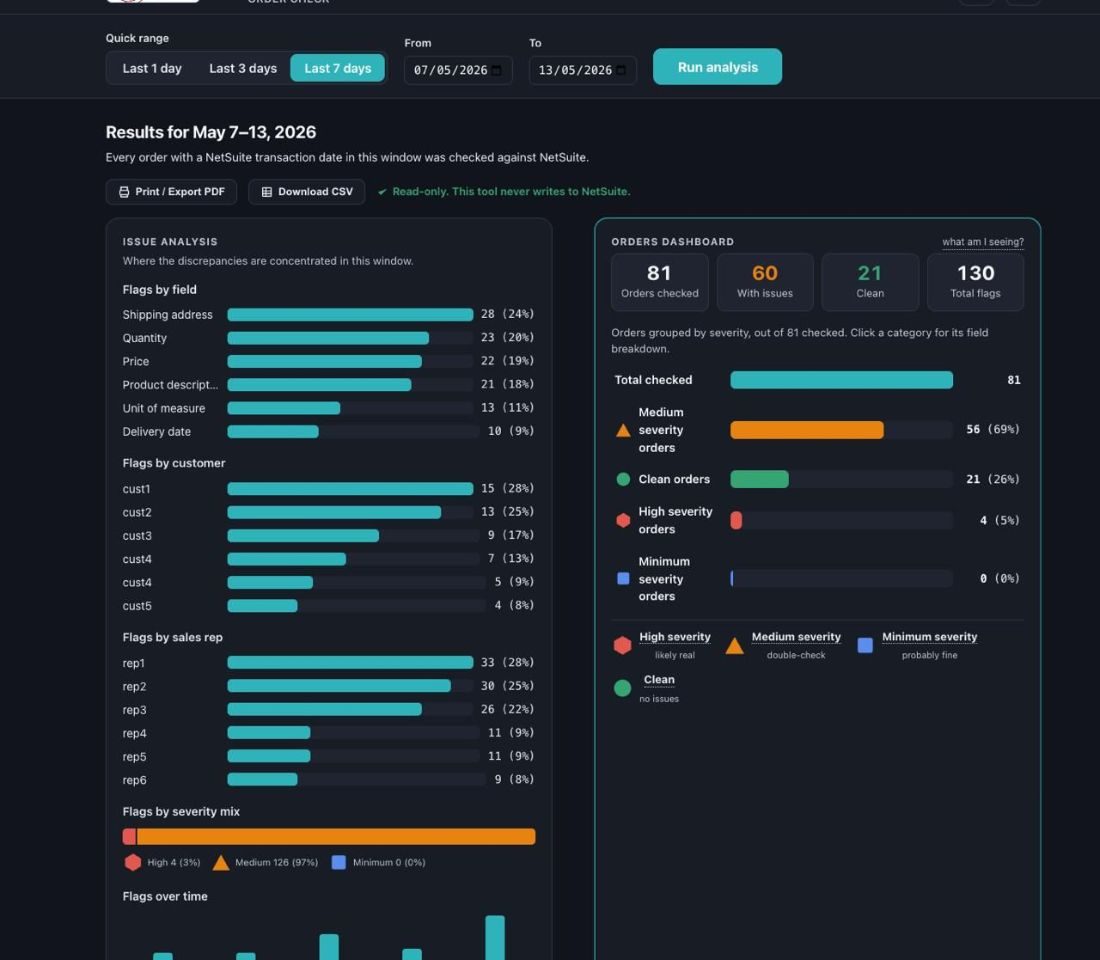 ORDER CHECK
Quick range
Last 1 day
Last 3 days
Last 7 days
From
07/05/2026
To
13/05/2026
Run analysis
Results for May 7–13, 2026
Every order with a NetSuite transaction date in this window was checked against NetSuite.
Print / Export PDF
Download CSV
✔ Read-only. This tool never writes to NetSuite.
ISSUE ANALYSIS
Where the discrepancies are concentrated in this window.
Flags by field
Shipping address 28 (24%)
Quantity 23 (20%)
Price 22 (19%)
Product descript... 21 (18%)
Unit of measure 13 (11%)
Delivery date 10 (9%)
Flags by customer
cust1 15 (28%)
cust2 13 (25%)
cust3 9 (17%)
cust4 7 (13%)
cust4 5 (9%)
cust5 4 (8%)
Flags by sales rep
rep1 33 (28%)
rep2 30 (25%)
rep3 26 (22%)
rep4 11 (9%)
rep5 11 (9%)
rep6 9 (8%)
Flags by severity mix
High 4 (3%)
Medium 126 (97%)
Minimum 0 (0%)
Flags over time
ORDERS DASHBOARD
what am I seeing?
81
Orders checked
60
With issues
21
Clean
130
Total flags
Orders grouped by severity, out of 81 checked. Click a category for its field
breakdown.
Total checked 81
Medium
severity
orders
56 (69%)
Clean orders 21 (26%)
High severity
orders
4 (5%)
Minimum
severity
orders
0 (0%)
High severity
likely real
Medium severity
double-check
Minimum severity
probably fine
Clean
no issues